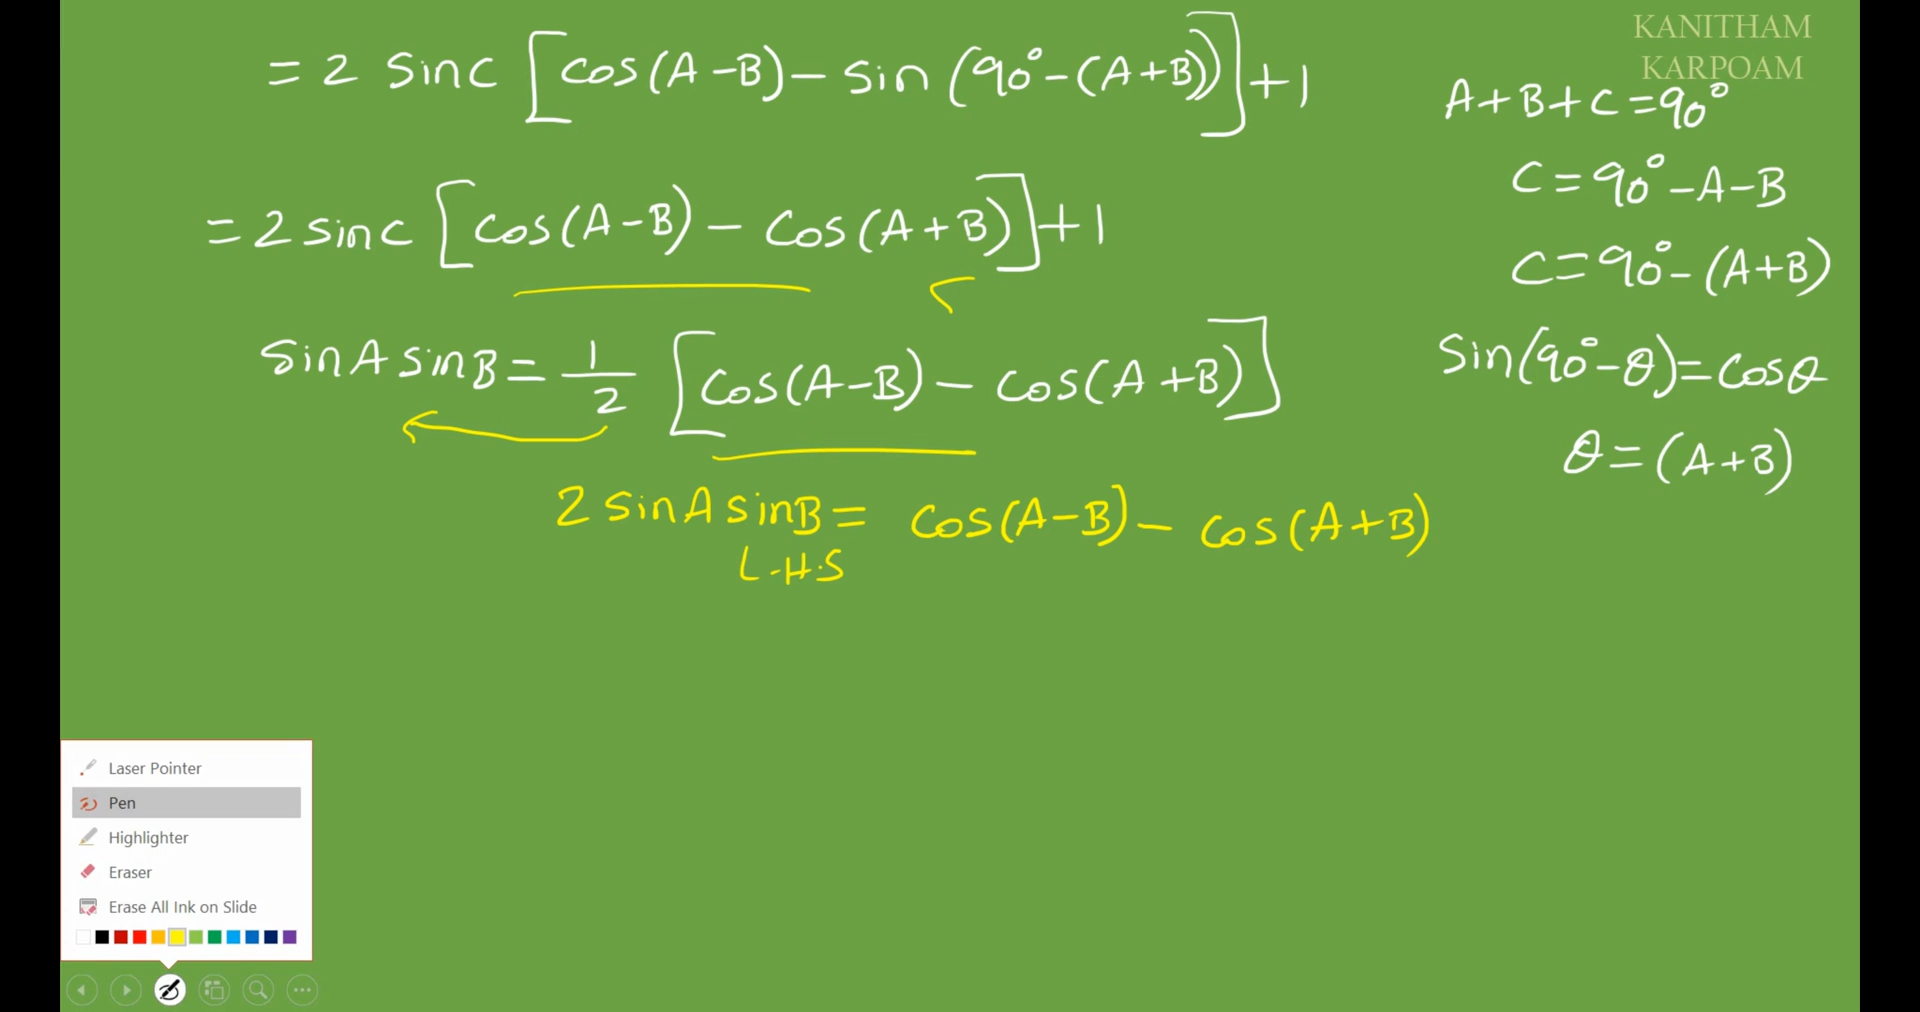 = 2 sinC [cos(A-B) - sin(90° - (A+B))] + 1
= 2 sinC [cos(A-B) - cos(A+B)] + 1
sinA sinB = 1/2 [cos(A-B) - cos(A+B)]
2 sinA sinB = cos(A-B) - cos(A+B)
L.H.S
KANITHAM
KARPOAM
A+B+C = 90°
C = 90° - A - B
C = 90° - (A+B)
Sin(90° - θ) = Cosθ
θ = (A+B)
Laser Pointer
Pen
Highlighter
Eraser
Erase All Ink on Slide